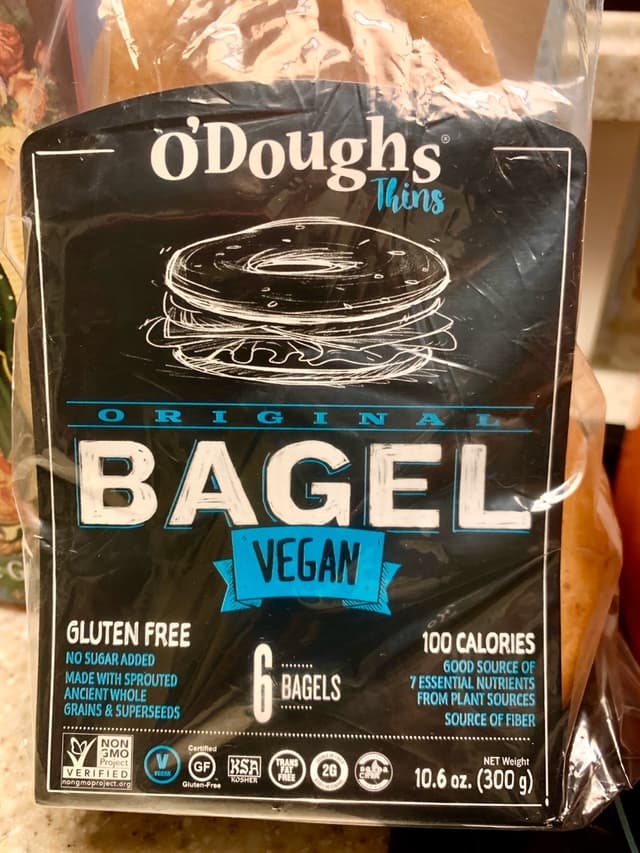 O'Doughs®
Thins
ORIGINAL
BAGEL
VEGAN
GLUTEN FREE
NO SUGAR ADDED
MADE WITH SPROUTED
ANCIENT WHOLE
GRAINS & SUPERSEEDS
6 BAGELS
100 CALORIES
GOOD SOURCE OF
7 ESSENTIAL NUTRIENTS
FROM PLANT SOURCES
SOURCE OF FIBER
NON
GMO
Project
VERIFIED
nongmoproject.org
V
VEGAN
Certified
GF
Gluten-Free
KSA
KOSHER
TRANS
FAT
FREE
2G
NET Weight
10.6 oz. (300 g)